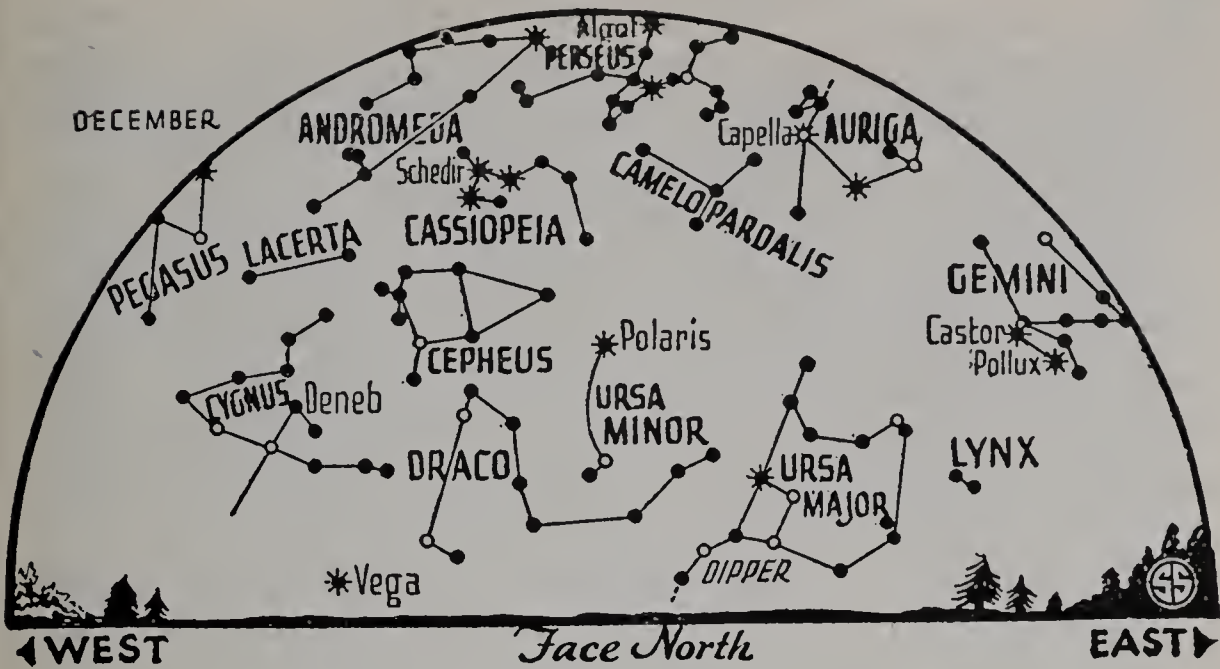 Algol
PERSEUS
DECEMBER
ANDROMEDA
Capella
AURIGA
Schedir
CAMELOPARDALIS
CASSIOPEIA
PEGASUS
LACERTA
GEMINI
Castor
Pollux
CEPHEUS
Polaris
CYGNUS
Deneb
URSA
MINOR
DRACO
URSA
MAJOR
LYNX
DIPPER
Vega
SS
WEST
Face North
EAST